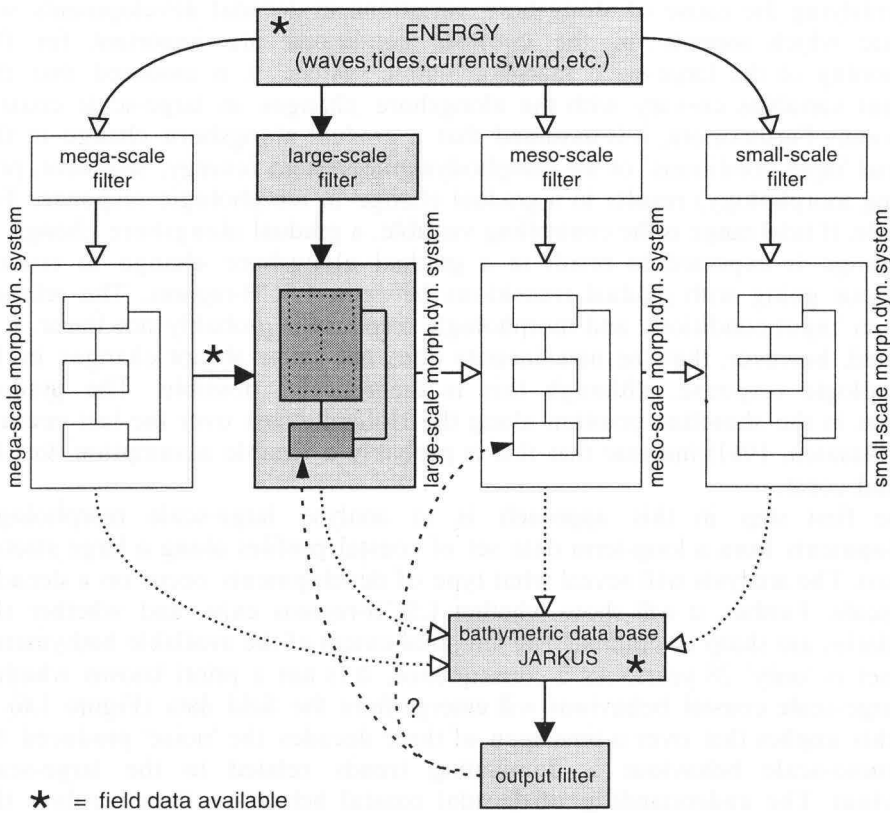 * ENERGY
(waves,tides,currents,wind,etc.)
mega-scale
filter
large-scale
filter
meso-scale
filter
small-scale
filter
mega-scale morph.dyn. system
large-scale morph.dyn. system
meso-scale morph.dyn. system
small-scale morph.dyn. system
*
bathymetric data base
JARKUS *
?
output filter
* = field data available